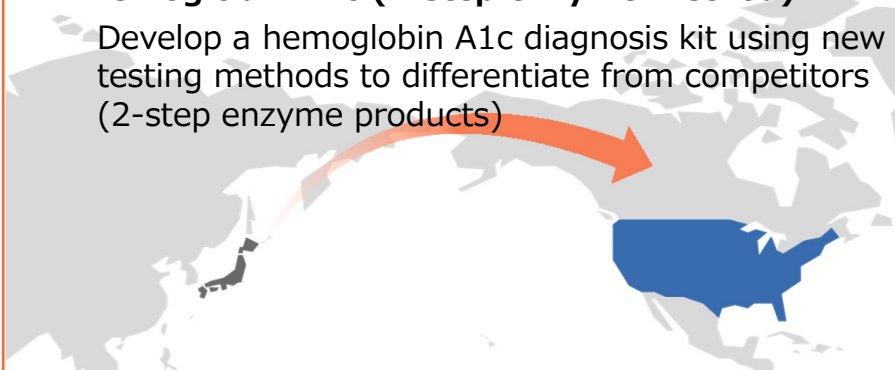 Develop a hemoglobin A1c diagnosis kit using new
testing methods to differentiate from competitors
(2-step enzyme products)